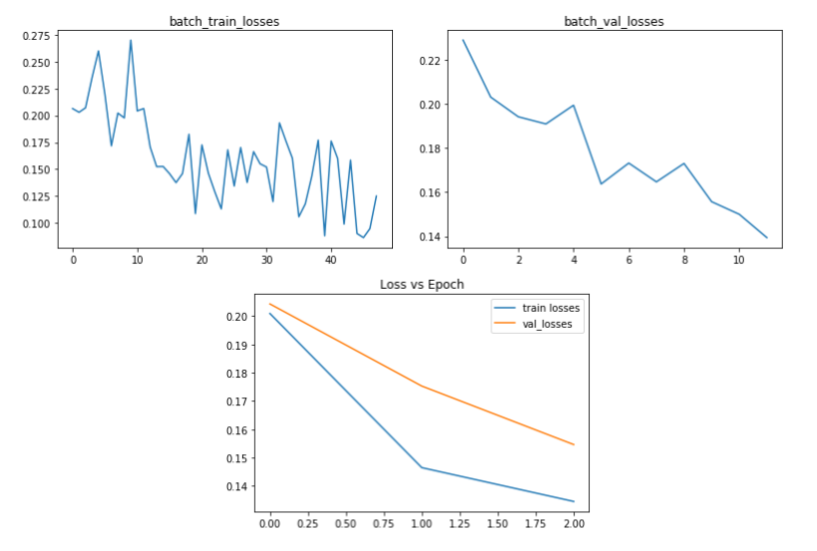 batch_train_losses
0.275
0.250
0.225
0.200
0.175
0.150
0.125
0.100
0 10 20 30 40
batch_val_losses
0.22
0.20
0.18
0.16
0.14
0 2 4 6 8 10
Loss vs Epoch
train losses
val_losses
0.20
0.19
0.18
0.17
0.16
0.15
0.14
0.00 0.25 0.50 0.75 1.00 1.25 1.50 1.75 2.00